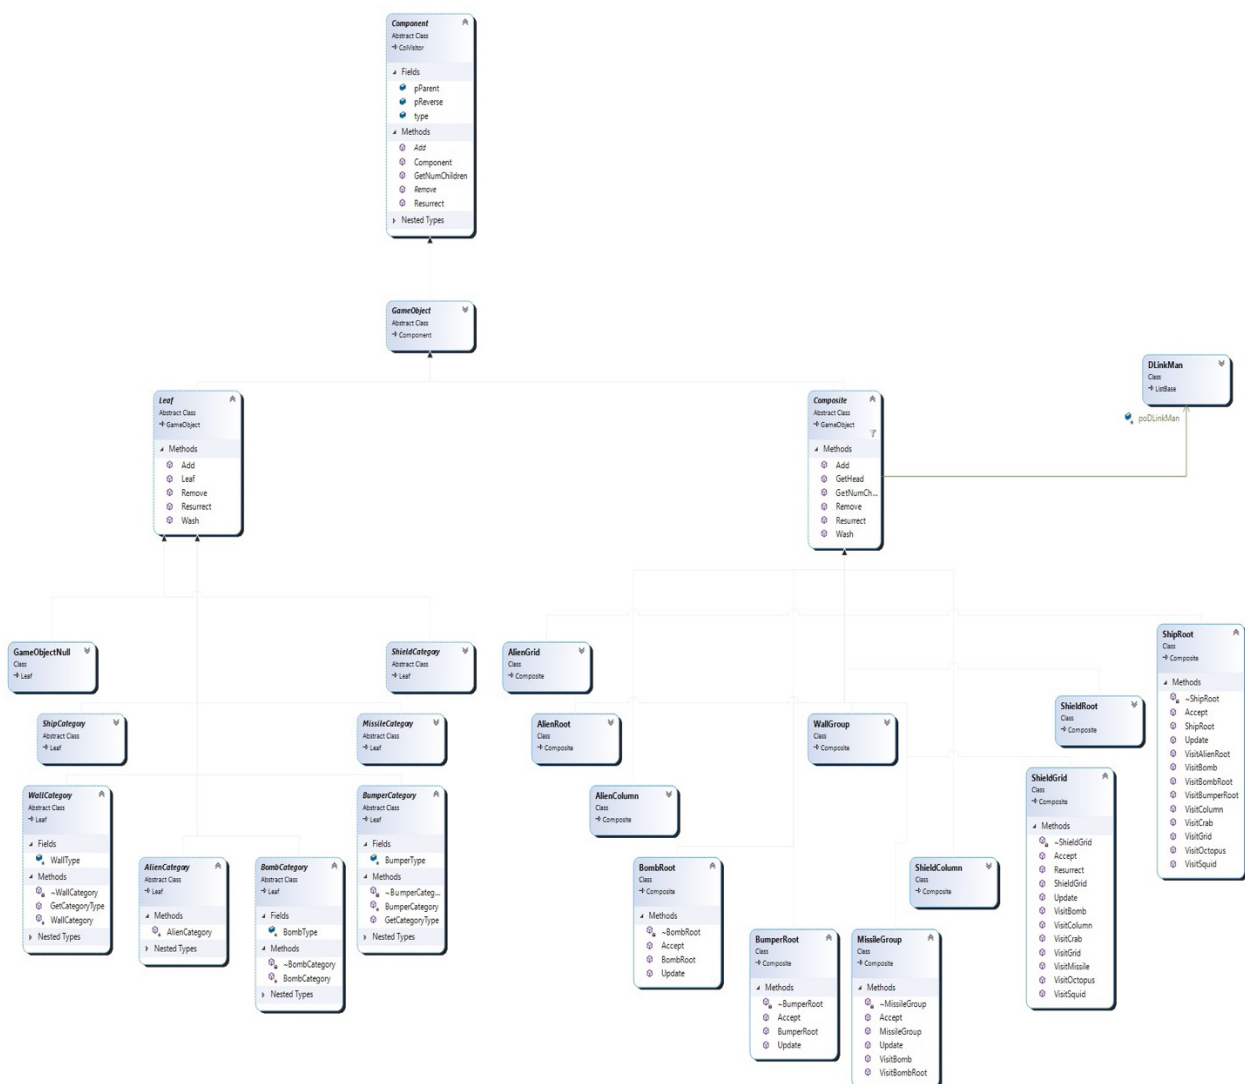 Component
Abstract Class
ColVisitor
Fields
pParent
pReverse
type
Methods
Add
Component
GetNumChildren
Remove
Resurrect
Nested Types
GameObject
Abstract Class
Component
DLinkMan
Class
ListBase
poDLinkMan
Leaf
Abstract Class
GameObject
Methods
Add
Leaf
Remove
Resurrect
Wash
Composite
Abstract Class
GameObject
Methods
Add
GetHead
GetNumCh...
Remove
Resurrect
Wash
GameObjectNull
Class
Leaf
ShieldCategory
Abstract Class
Leaf
ShipCategory
Abstract Class
Leaf
MissileCategory
Abstract Class
Leaf
WallCategory
Abstract Class
Leaf
Fields
WallType
Methods
~WallCategory
GetCategoryType
WallCategory
Nested Types
AlienCategory
Abstract Class
Leaf
Methods
AlienCategory
Nested Types
BombCategory
Abstract Class
Leaf
Fields
BombType
Methods
~BombCategory
BombCategory
Nested Types
BumperCategory
Abstract Class
Leaf
Fields
BumperType
Methods
~BumperCateg...
BumperCategory
GetCategoryType
Nested Types
AlienGrid
Class
Composite
AlienRoot
Class
Composite
AlienColumn
Class
Composite
BombRoot
Class
Composite
Methods
~BombRoot
Accept
BombRoot
Update
WallGroup
Class
Composite
BumperRoot
Class
Composite
Methods
~BumperRoot
Accept
BumperRoot
Update
MissileGroup
Class
Composite
Methods
~MissileGroup
Accept
MissileGroup
Update
VisitBomb
VisitBombRoot
ShieldColumn
Class
Composite
ShieldRoot
Class
Composite
ShieldGrid
Class
Composite
Methods
~ShieldGrid
Accept
Resurrect
ShieldGrid
Update
VisitBomb
VisitColumn
VisitCrab
VisitGrid
VisitMissile
VisitOctopus
VisitSquid
ShipRoot
Class
Composite
Methods
~ShipRoot
Accept
ShipRoot
Update
VisitAlienRoot
VisitBomb
VisitBombRoot
VisitBumperRoot
VisitColumn
VisitCrab
VisitGrid
VisitOctopus
VisitSquid